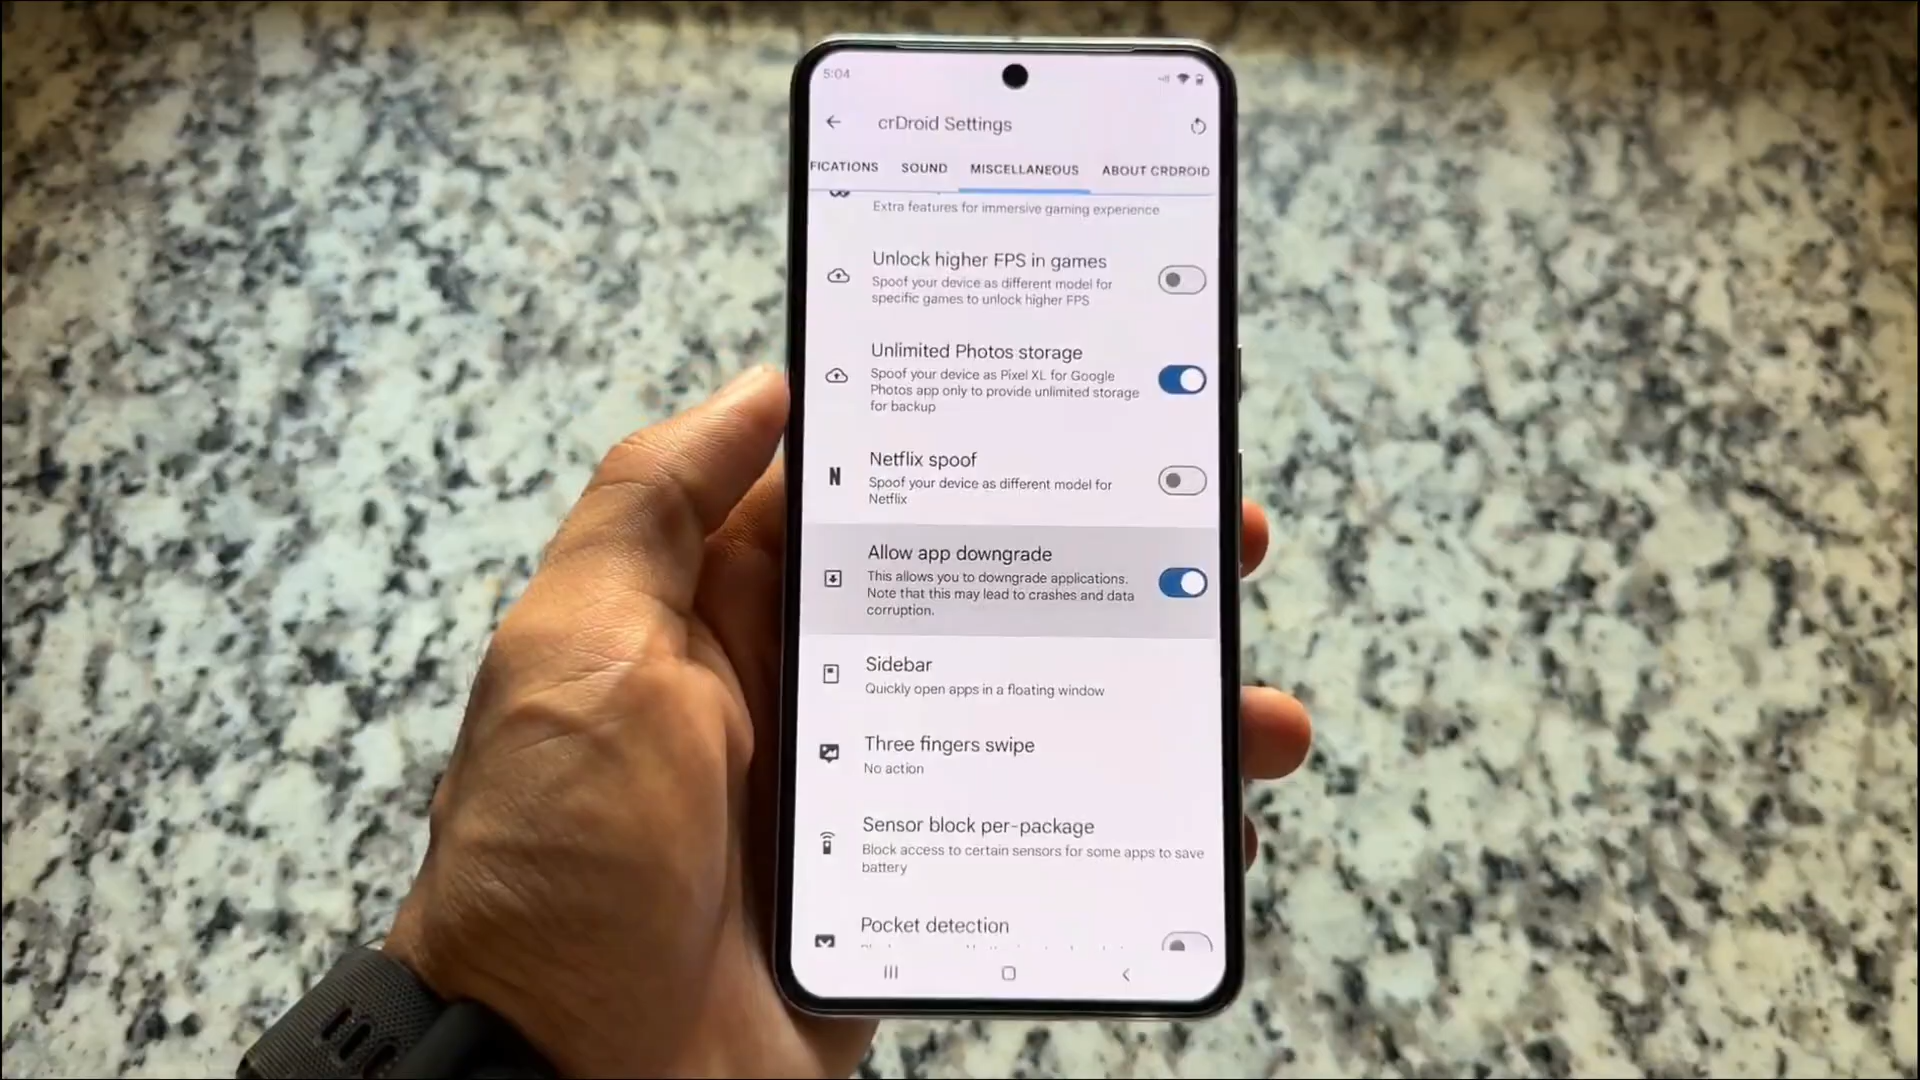 5:04
crDroid Settings
FICATIONS SOUND MISCELLANEOUS ABOUT CRDROID
Extra features for immersive gaming experience
Unlock higher FPS in games
Spoof your device as different model for
specific games to unlock higher FPS
Unlimited Photos storage
Spoof your device as Pixel XL for Google
Photos app only to provide unlimited storage
for backup
N
Netflix spoof
Spoof your device as different model for
Netflix
Allow app downgrade
This allows you to downgrade applications.
Note that this may lead to crashes and data
corruption.
Sidebar
Quickly open apps in a floating window
Three fingers swipe
No action
Sensor block per-package
Block access to certain sensors for some apps to save
battery
Pocket detection